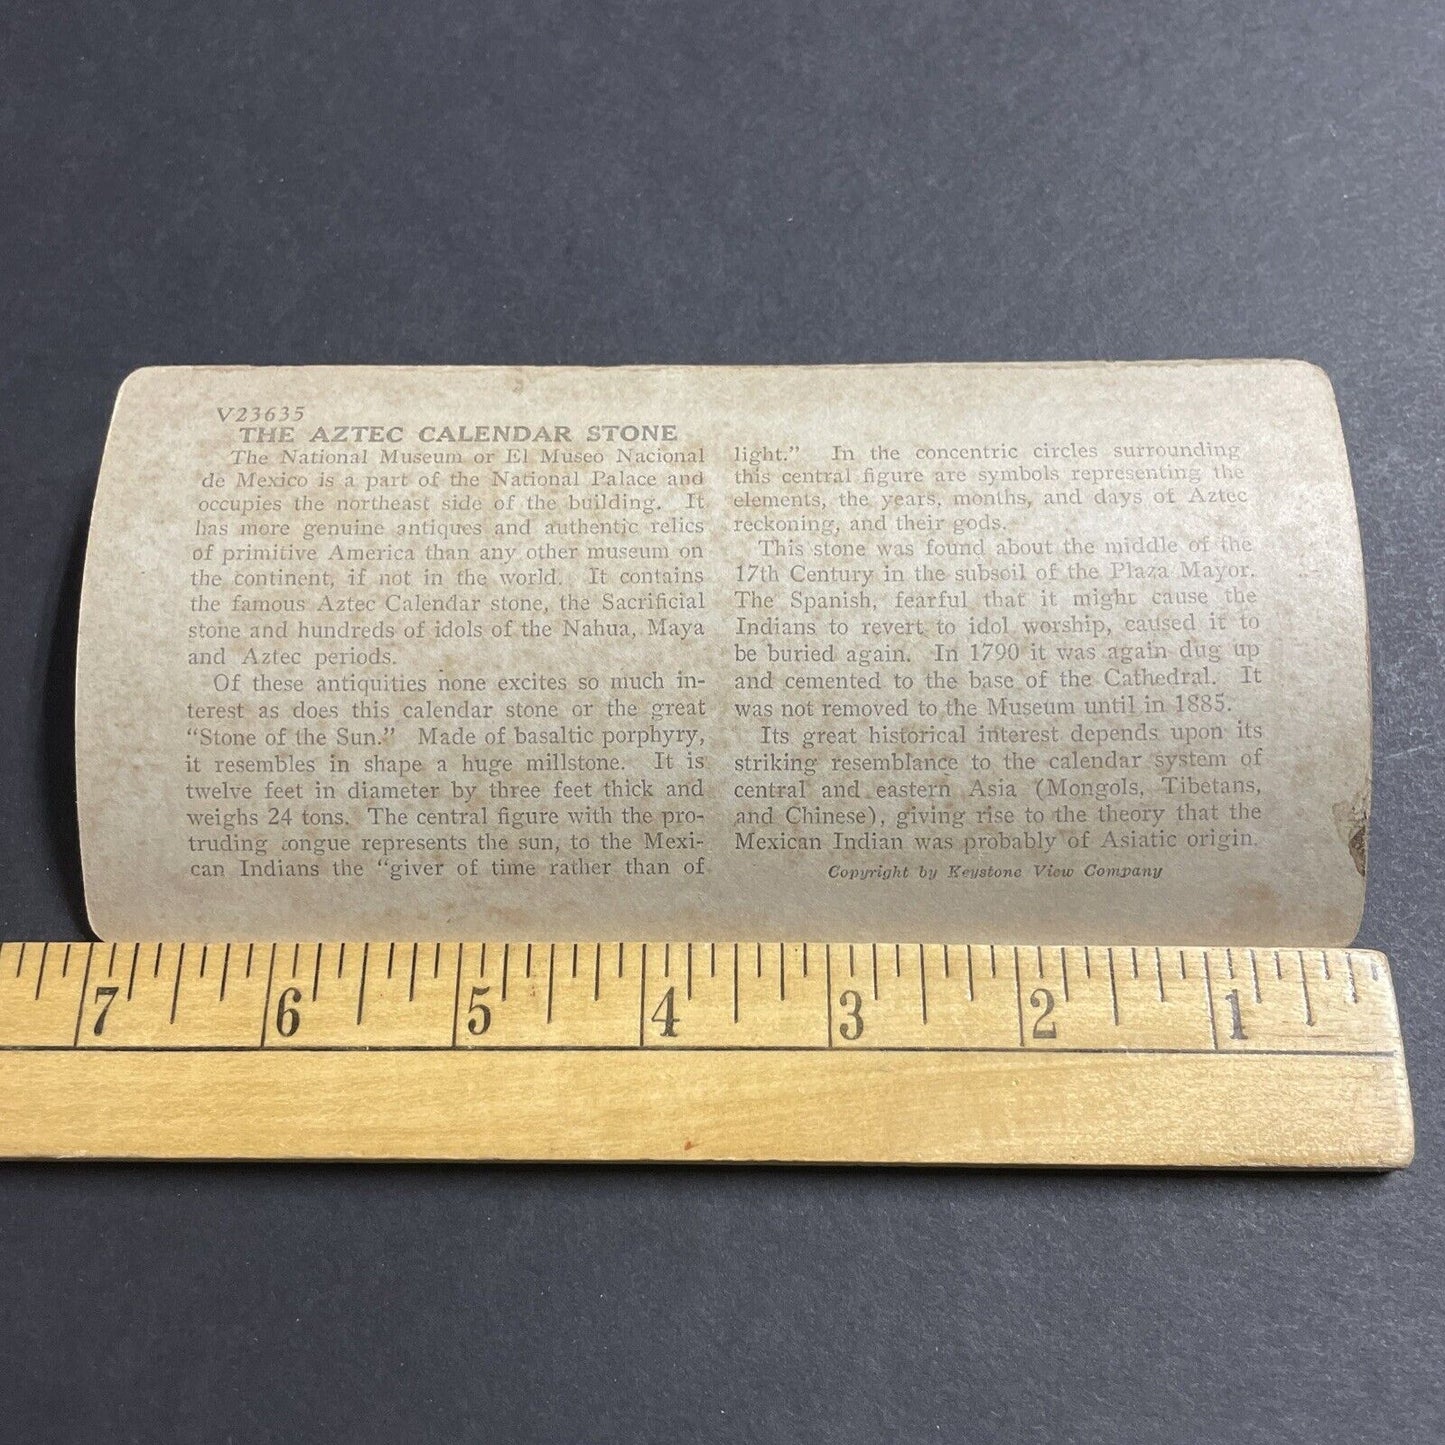 V23635
THE AZTEC CALENDAR STONE
The National Museum or El Museo Nacional
de Mexico is a part of the National Palace and
occupies the northeast side of the building. It
has more genuine antiques and authentic relics
of primitive America than any other museum on
the continent, if not in the world. It contains
the famous Aztec Calendar stone, the Sacrificial
stone and hundreds of idols of the Nahua, Maya
and Aztec periods.
Of these antiquities none excites so much in-
terest as does this calendar stone or the great
“Stone of the Sun.” Made of basaltic porphyry,
it resembles in shape a huge millstone. It is
twelve feet in diameter by three feet thick and
weighs 24 tons. The central figure with the pro-
truding tongue represents the sun, to the Mexi-
can Indians the “giver of time rather than of
light.” In the concentric circles surrounding
this central figure are symbols representing the
elements, the years, months, and days of Aztec
reckoning, and their gods.
This stone was found about the middle of the
17th Century in the subsoil of the Plaza Mayor.
The Spanish, fearful that it might cause the
Indians to revert to idol worship, caused it to
be buried again. In 1790 it was again dug up
and cemented to the base of the Cathedral. It
was not removed to the Museum until in 1885.
Its great historical interest depends upon its
striking resemblance to the calendar system of
central and eastern Asia (Mongols, Tibetans,
and Chinese), giving rise to the theory that the
Mexican Indian was probably of Asiatic origin.
Copyright by Keystone View Company
7 6 5 4 3 2 1